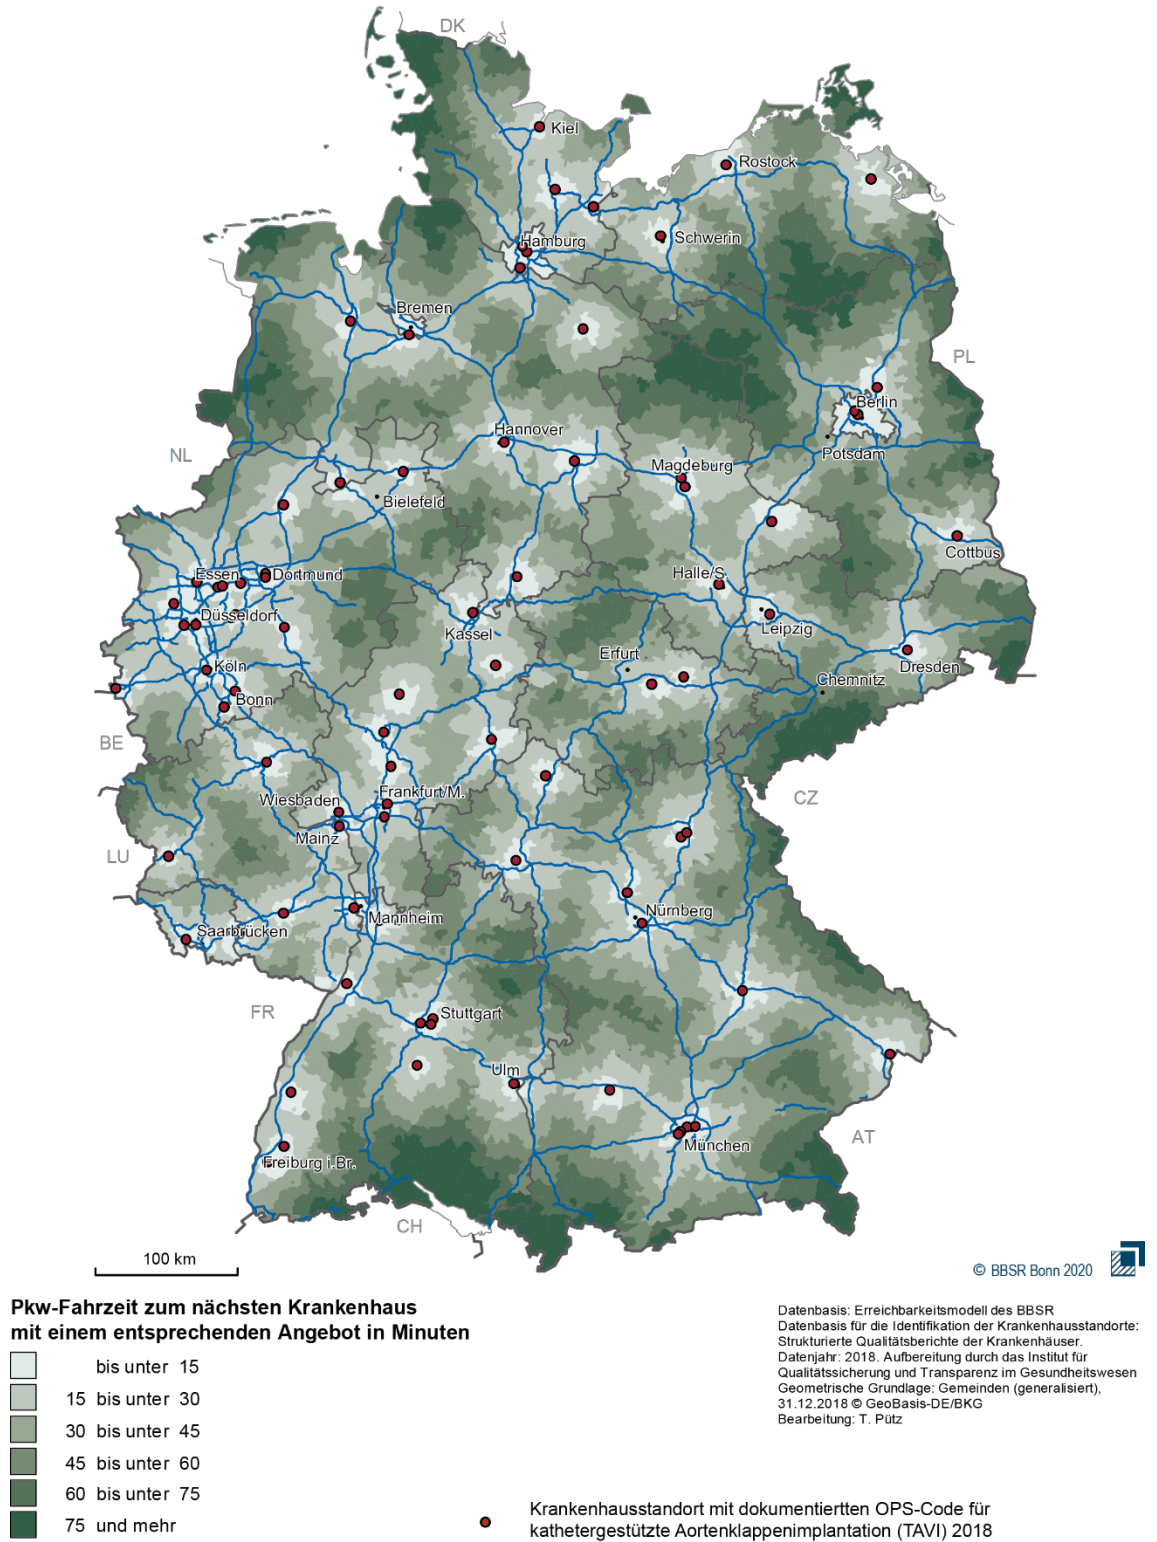 DK
Kiel
Rostock
Hamburg
Schwerin
Bremen
PL
Berlin
Hannover
NL
Potsdam
Magdeburg
Bielefeld
Cottbus
Essen
Dortmund
Halle/S.
Düsseldorf
Leipzig
Kassel
Erfurt
Köln
Dresden
Chemnitz
Bonn
BE
Wiesbaden
Frankfurt/M.
CZ
Mainz
LU
Mannheim
Nürnberg
Saarbrücken
FR
Stuttgart
Ulm
AT
München
Freiburg i.Br.
CH
100 km
© BBSR Bonn 2020
Pkw-Fahrzeit zum nächsten Krankenhaus
mit einem entsprechenden Angebot in Minuten
bis unter 15
15 bis unter 30
30 bis unter 45
45 bis unter 60
60 bis unter 75
75 und mehr
Datenbasis: Erreichbarkeitsmodell des BBSR
Datenbasis für die Identifikation der Krankenhausstandorte:
Strukturierte Qualitätsberichte der Krankenhäuser.
Datenjahr: 2018. Aufbereitung durch das Institut für
Qualitätssicherung und Transparenz im Gesundheitswesen
Geometrische Grundlage: Gemeinden (generalisiert),
31.12.2018 © GeoBasis-DE/BKG
Bearbeitung: T. Pütz
Krankenhausstandort mit dokumentiertten OPS-Code für
kathetergestützte Aortenklappenimplantation (TAVI) 2018